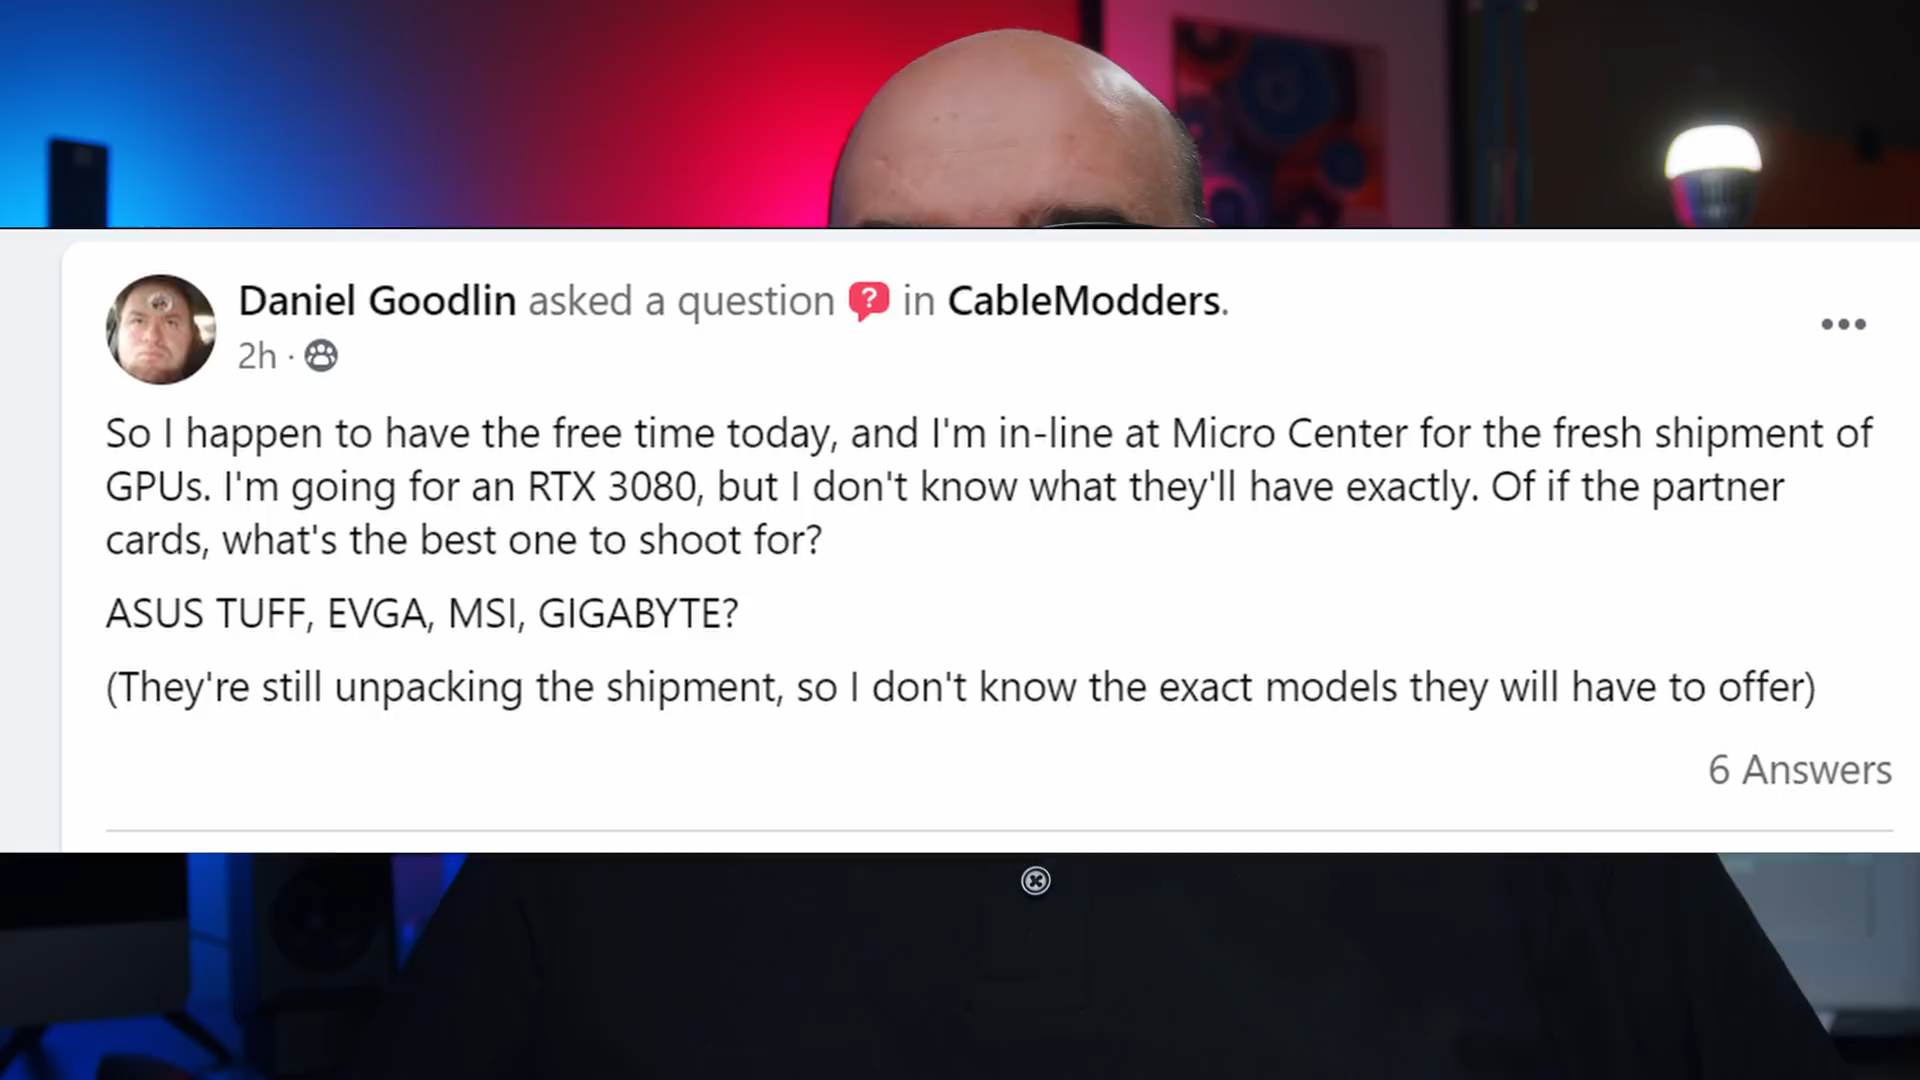 Daniel Goodlin asked a question ? in CableModders.
2h ·
So I happen to have the free time today, and I'm in-line at Micro Center for the fresh shipment of
GPUs. I'm going for an RTX 3080, but I don't know what they'll have exactly. Of if the partner
cards, what's the best one to shoot for?
ASUS TUFF, EVGA, MSI, GIGABYTE?
(They're still unpacking the shipment, so I don't know the exact models they will have to offer)
6 Answers